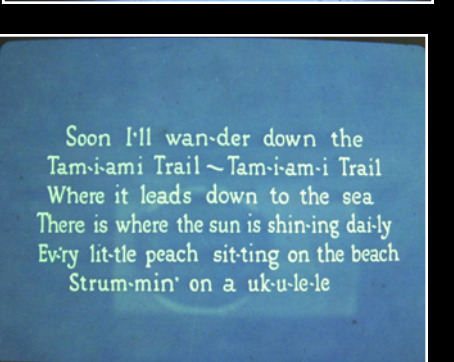 Soon I'll wan-der down the
Tam-i-ami Trail ~ Tam-i-am-i Trail
Where it leads down to the sea
There is where the sun is shin-ing dai-ly
Ev'ry lit-tle peach sit-ting on the beach
Strum-min' on a uk-u-le-le